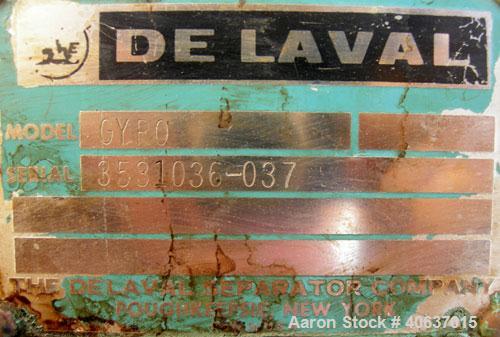 DE LAVAL
MODEL GYRO
SERIAL 3531036-037
THE DE LAVAL SEPARATOR COMPANY
POUGHKEEPSIE NEW YORK
Aaron Stock # 40637015